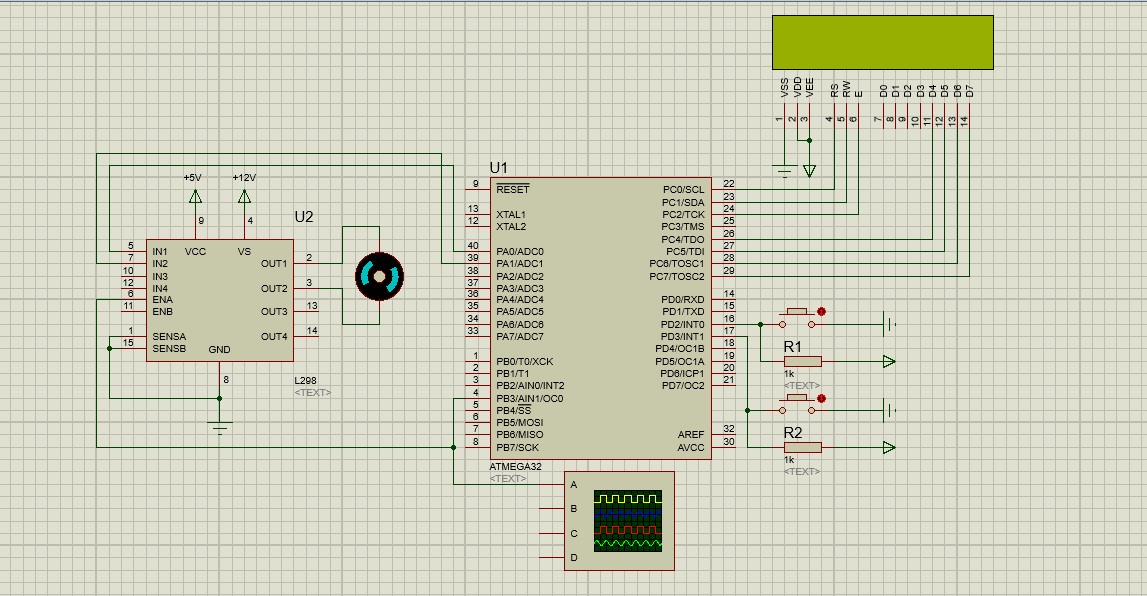 VSS VDD VEE RS RW E D0 D1 D2 D3 D4 D5 D6 D7
1 2 3 4 5 6 7 8 9 10 11 12 13 14
U1
+5V +12V
U2
9 4
5 IN1 VCC VS
7 IN2 OUT1 2
10 IN3
12 IN4 OUT2 3
6 ENA
11 ENB OUT3 13
1 SENSA OUT4 14
15 SENSB GND
8
L298
<TEXT>
9 RESET PC0/SCL 22
PC1/SDA 23
13 XTAL1 PC2/TCK 24
12 XTAL2 PC3/TMS 25
PC4/TDO 26
40 PA0/ADC0 PC5/TDI 27
39 PA1/ADC1 PC6/TOSC1 28
38 PA2/ADC2 PC7/TOSC2 29
37 PA3/ADC3
36 PA4/ADC4 PD0/RXD 14
35 PA5/ADC5 PD1/TXD 15
34 PA6/ADC6 PD2/INT0 16
33 PA7/ADC7 PD3/INT1 17
PD4/OC1B 18
1 PB0/T0/XCK PD5/OC1A 19
2 PB1/T1 PD6/ICP1 20
3 PB2/AIN0/INT2 PD7/OC2 21
4 PB3/AIN1/OC0
5 PB4/SS
6 PB5/MOSI
7 PB6/MISO AREF 32
8 PB7/SCK AVCC 30
ATMEGA32
<TEXT>
R1
1k
<TEXT>
R2
1k
<TEXT>
A
B
C
D